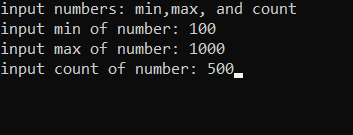 input numbers: min,max, and count
input min of number: 100
input max of number: 1000
input count of number: 500